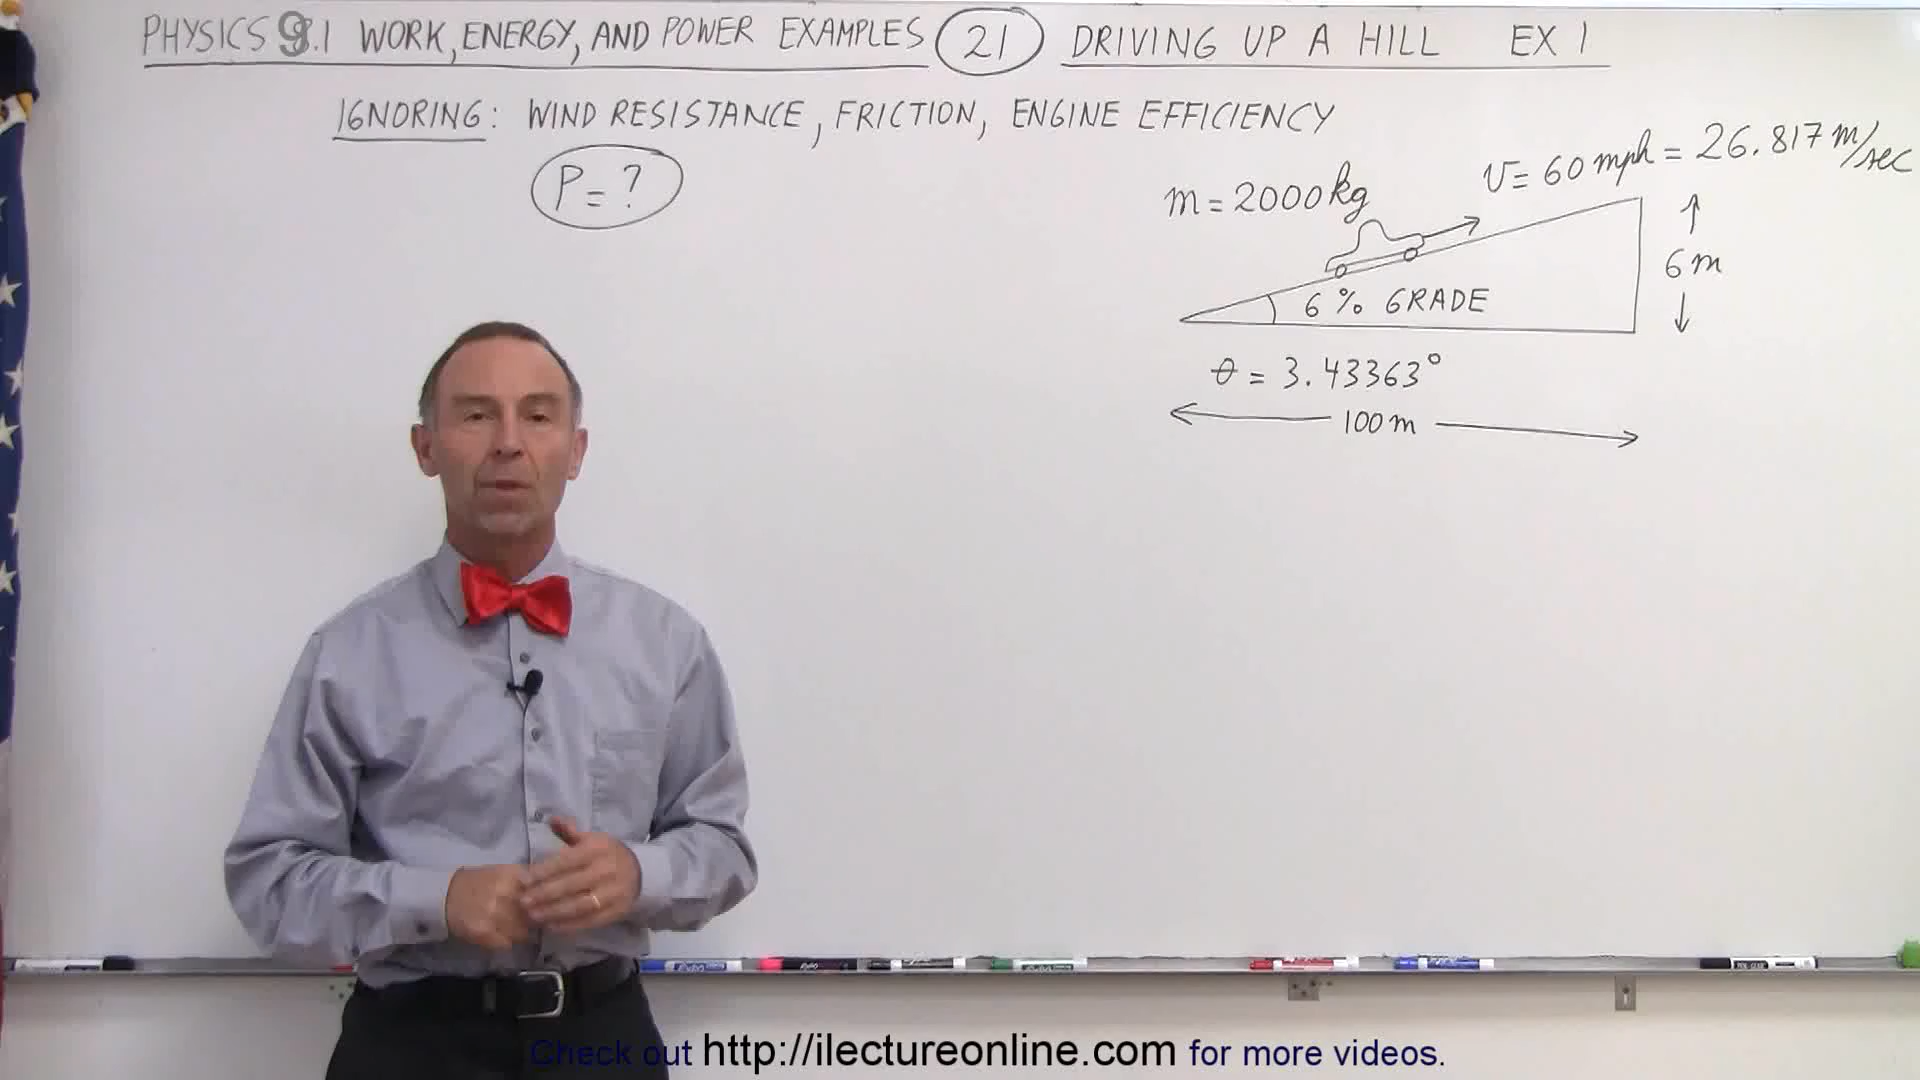 PHYSICS 9.1 WORK, ENERGY, AND POWER EXAMPLES 21 DRIVING UP A HILL EX 1
IGNORING: WIND RESISTANCE, FRICTION, ENGINE EFFICIENCY
P = ?
m = 2000 kg
v = 60 mph = 26.817 m/sec
6 m
6 % GRADE
θ = 3.43363°
100 m
Check out http://ilectureonline.com for more videos.